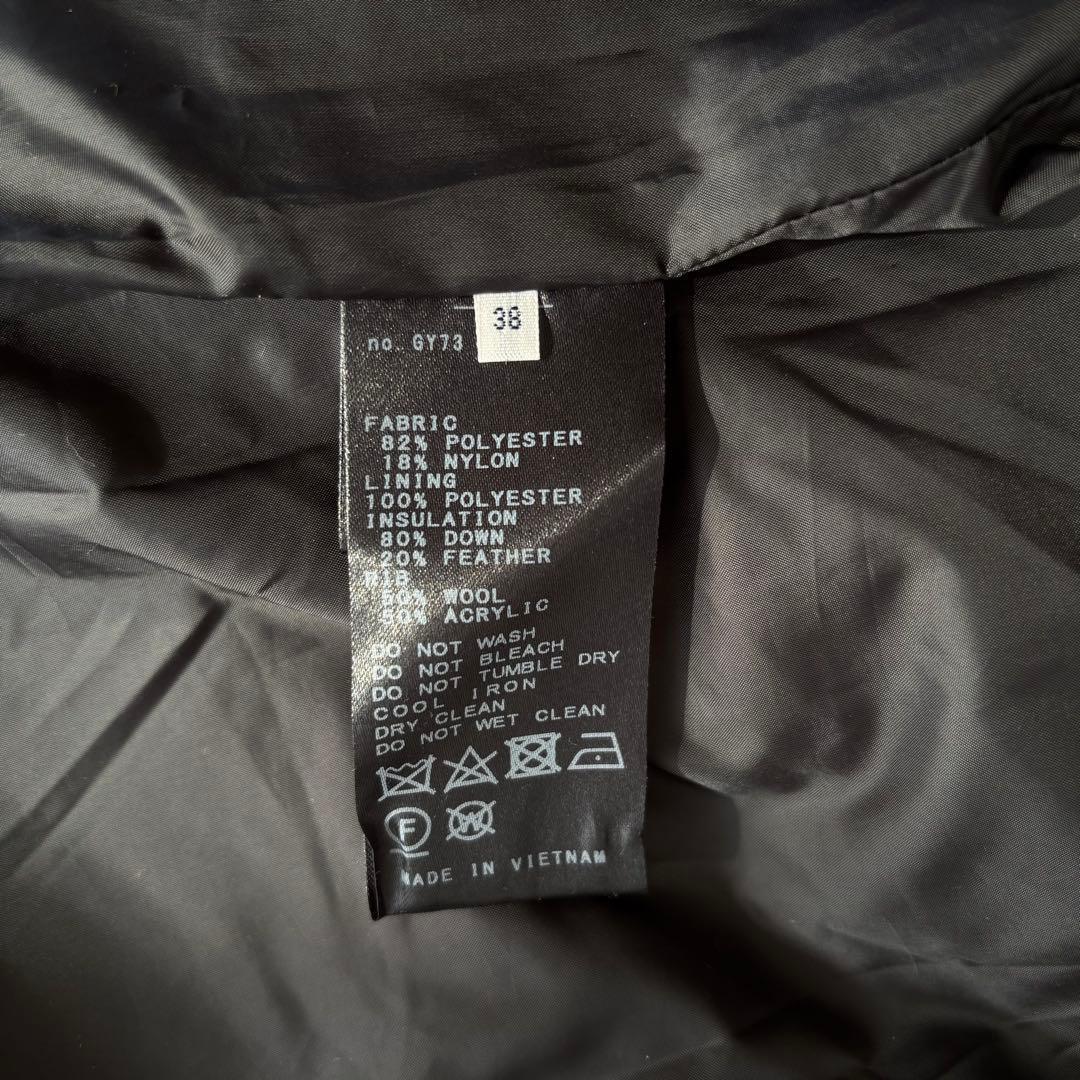 38
no. GY73
FABRIC
82% POLYESTER
18% NYLON
LINING
100% POLYESTER
INSULATION
80% DOWN
20% FEATHER
RIB
50% WOOL
50% ACRYLIC
DO NOT WASH
DO NOT BLEACH
DO NOT TUMBLE DRY
COOL IRON
DRY CLEAN
DO NOT WET CLEAN
F W
MADE IN VIETNAM